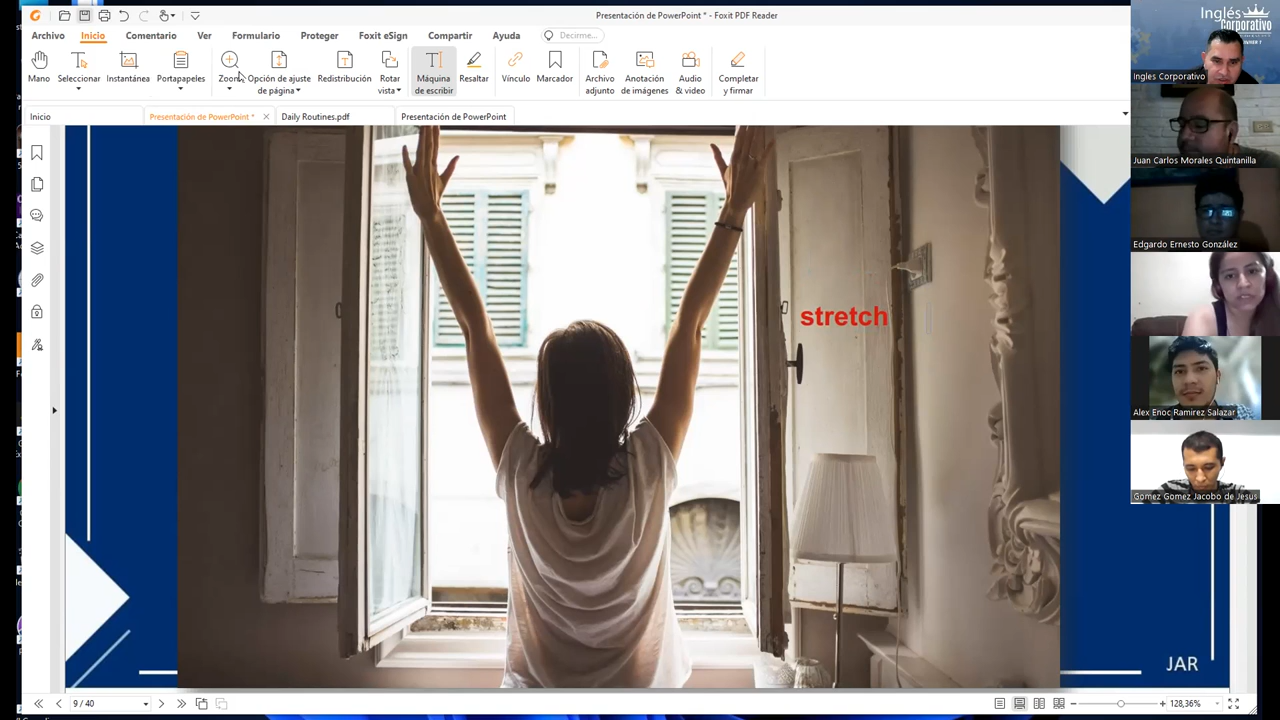 Presentación de PowerPoint * - Foxit PDF Reader
Archivo Inicio Comentario Ver Formulario Proteger Foxit eSign Compartir Ayuda Decirme...
Mano Seleccionar Instantánea Portapapeles Zoom Opción de ajuste de página Redistribución Rotar vista Máquina de escribir Resaltar Vínculo Marcador Archivo adjunto Anotación de imágenes Audio & video Completar y firmar
Inicio Presentación de PowerPoint * Daily Routines.pdf Presentación de PowerPoint
stretch
JAR
9 / 40
128,36%
Inglés
Corporativo
Ingles Corporativo
Juan Carlos Morales Quintanilla
Edgardo Ernesto González
Alex Enoc Ramirez Salazar
Gomez Gomez Jacobo de Jesus